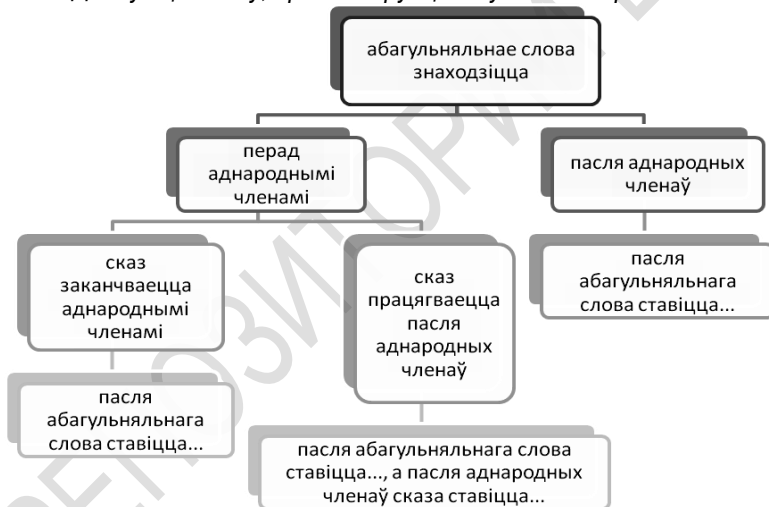 абагульняльнае слова
знаходзіцца
перад
аднароднымі
членамі
пасля аднародных
членаў
сказ
заканчваецца
аднароднымі
членамі
сказ
працягваецца
пасля
аднародных
членаў
пасля
абагульняльнага
слова ставіцца...
пасля
абагульняльнага
слова ставіцца...
пасля абагульняльнага слова
ставіцца..., а пасля аднародных
членаў сказа ставіцца...